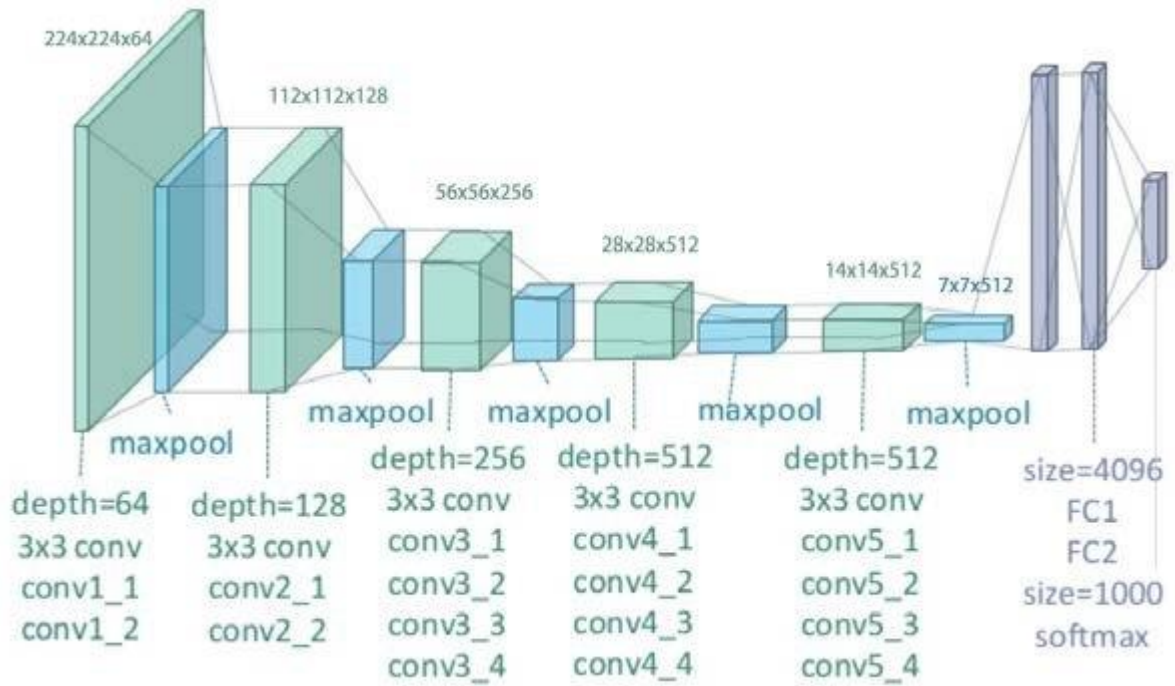 224x224x64
112x112x128
56x56x256
28x28x512
14x14x512
7x7x512
maxpool
maxpool
maxpool
maxpool
maxpool
depth=64
3x3 conv
conv1_1
conv1_2
depth=128
3x3 conv
conv2_1
conv2_2
depth=256
3x3 conv
conv3_1
conv3_2
conv3_3
conv3_4
depth=512
3x3 conv
conv4_1
conv4_2
conv4_3
conv4_4
depth=512
3x3 conv
conv5_1
conv5_2
conv5_3
conv5_4
size=4096
FC1
FC2
size=1000
softmax